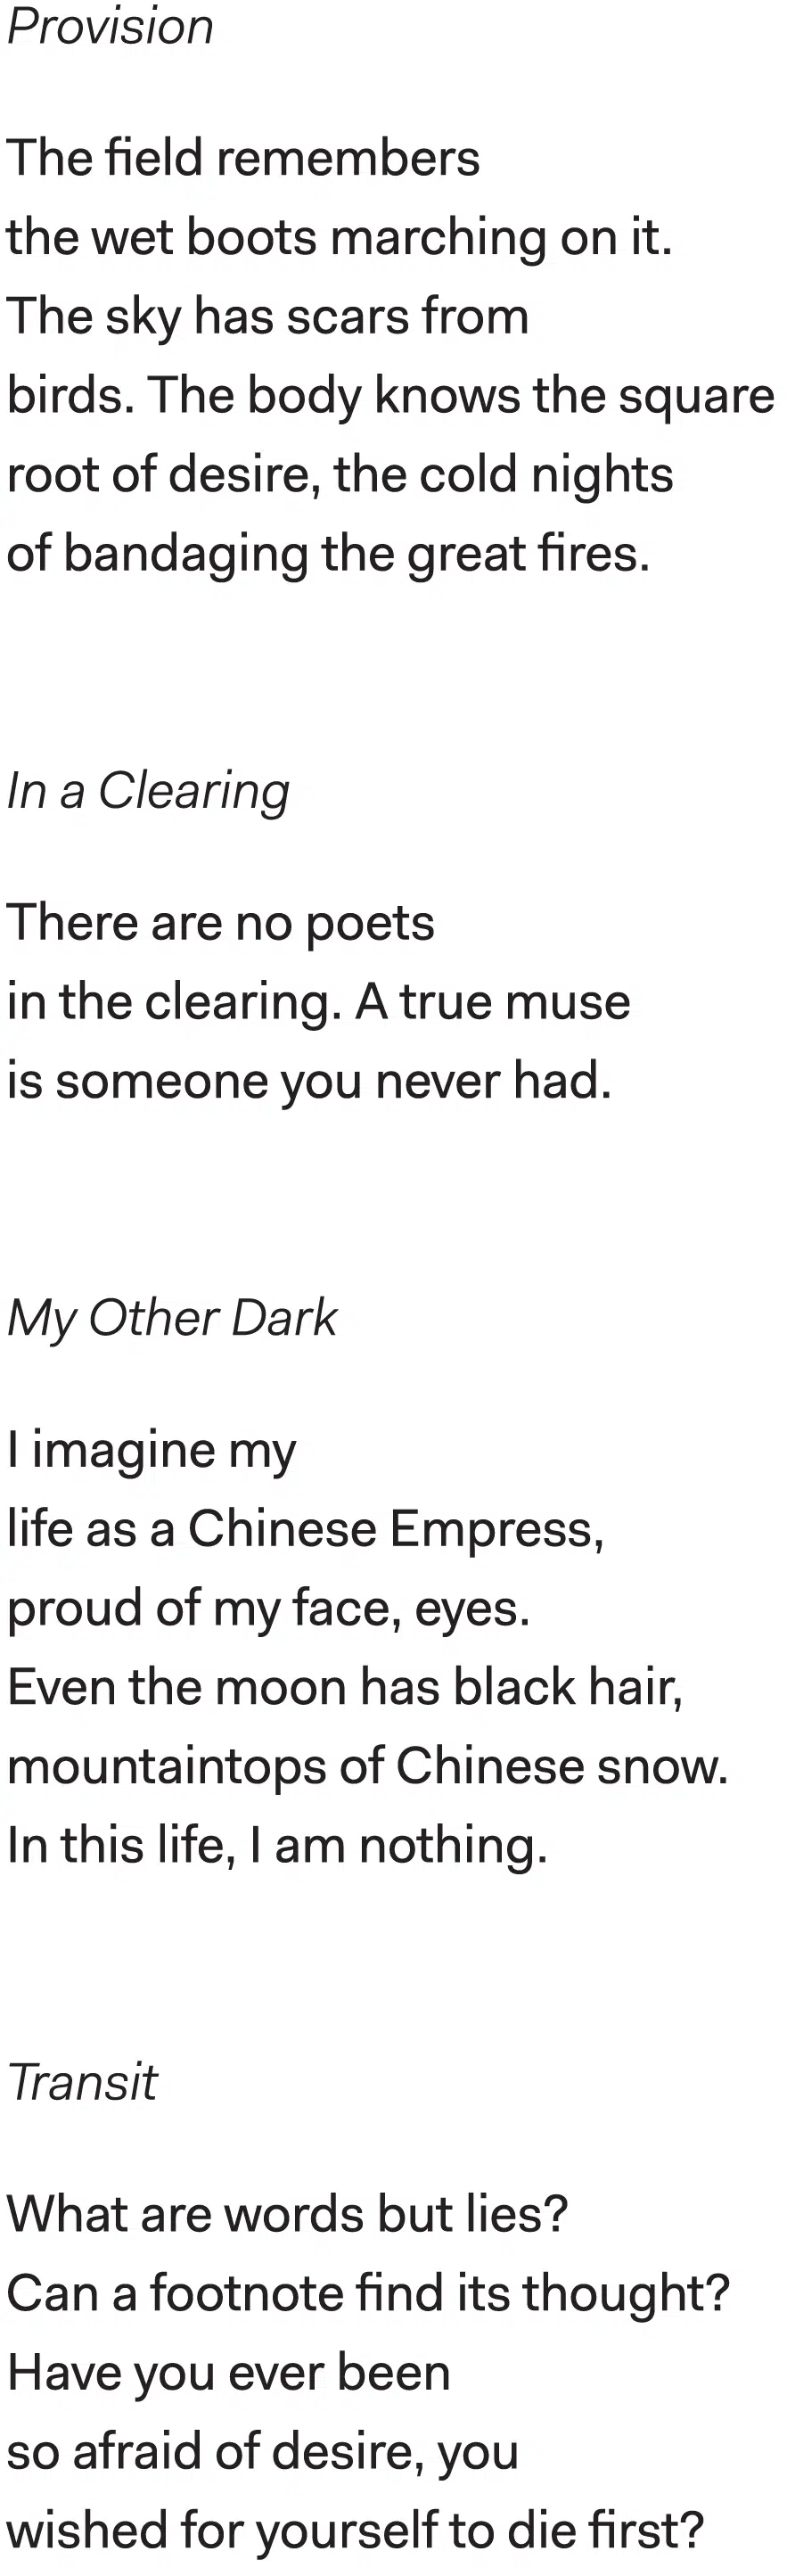 Provision
The field remembers
the wet boots marching on it.
The sky has scars from
birds. The body knows the square
root of desire, the cold nights
of bandaging the great fires.
In a Clearing
There are no poets
in the clearing. A true muse
is someone you never had.
My Other Dark
I imagine my
life as a Chinese Empress,
proud of my face, eyes.
Even the moon has black hair,
mountaintops of Chinese snow.
In this life, I am nothing.
Transit
What are words but lies?
Can a footnote find its thought?
Have you ever been
so afraid of desire, you
wished for yourself to die first?